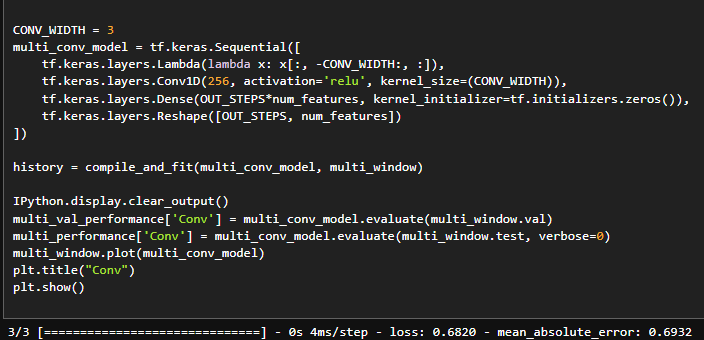 CONV_WIDTH = 3
multi_conv_model = tf.keras.Sequential([
    tf.keras.layers.Lambda(lambda x: x[:, -CONV_WIDTH:, :]),
    tf.keras.layers.Conv1D(256, activation='relu', kernel_size=(CONV_WIDTH)),
    tf.keras.layers.Dense(OUT_STEPS*num_features, kernel_initializer=tf.initializers.zeros()),
    tf.keras.layers.Reshape([OUT_STEPS, num_features])
])
history = compile_and_fit(multi_conv_model, multi_window)
IPython.display.clear_output()
multi_val_performance['Conv'] = multi_conv_model.evaluate(multi_window.val)
multi_performance['Conv'] = multi_conv_model.evaluate(multi_window.test, verbose=0)
multi_window.plot(multi_conv_model)
plt.title("Conv")
plt.show()
3/3 [==============================] - 0s 4ms/step - loss: 0.6820 - mean_absolute_error: 0.6932